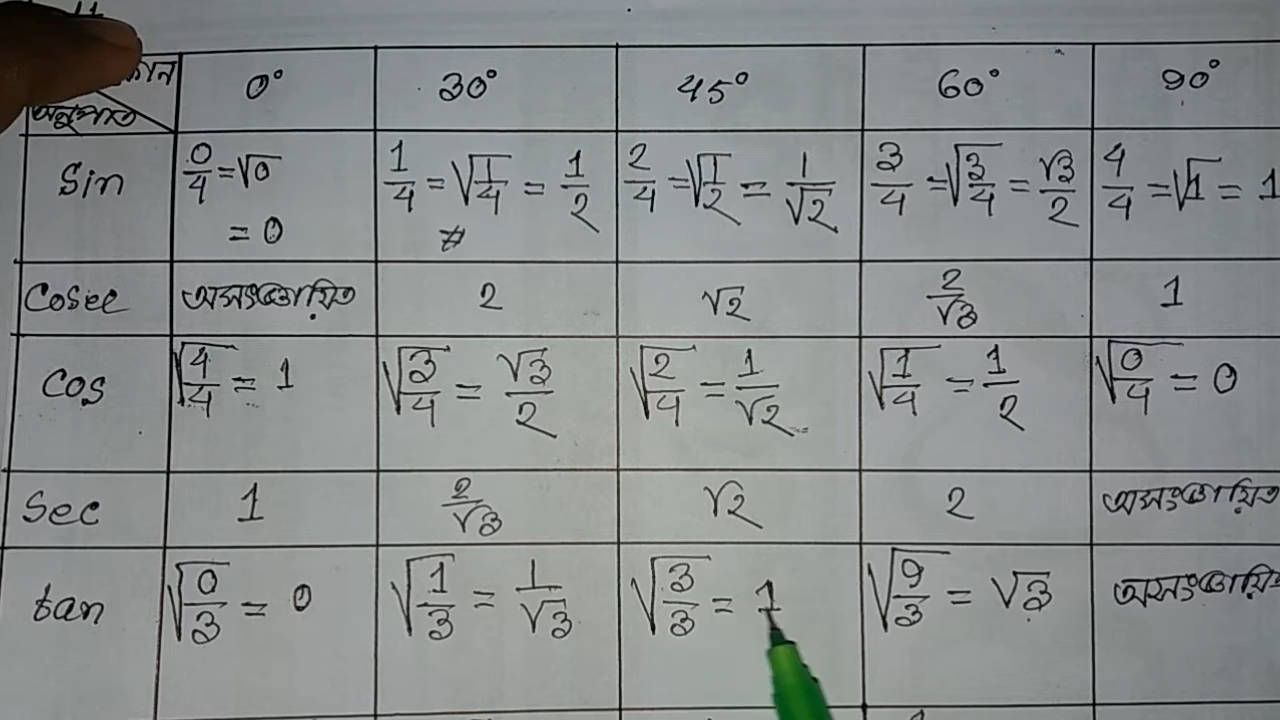 0° 30° 45° 60° 90°
অনুপাত
Sin 0/4 = √0 = 0 1/4 = √1/4 = 1/2 2/4 = √1/2 = 1/√2 3/4 = √3/4 = √3/2 4/4 = √1 = 1
Cosec অসংজ্ঞায়িত 2 √2 2/√3 1
Cos √4/4 = 1 √3/4 = √3/2 √2/4 = 1/√2 √1/4 = 1/2 √0/4 = 0
Sec 1 2/√3 √2 2 অসংজ্ঞায়িত
tan √0/3 = 0 √1/3 = 1/√3 √3/3 = 1 √9/3 = √3 অসংজ্ঞায়ি